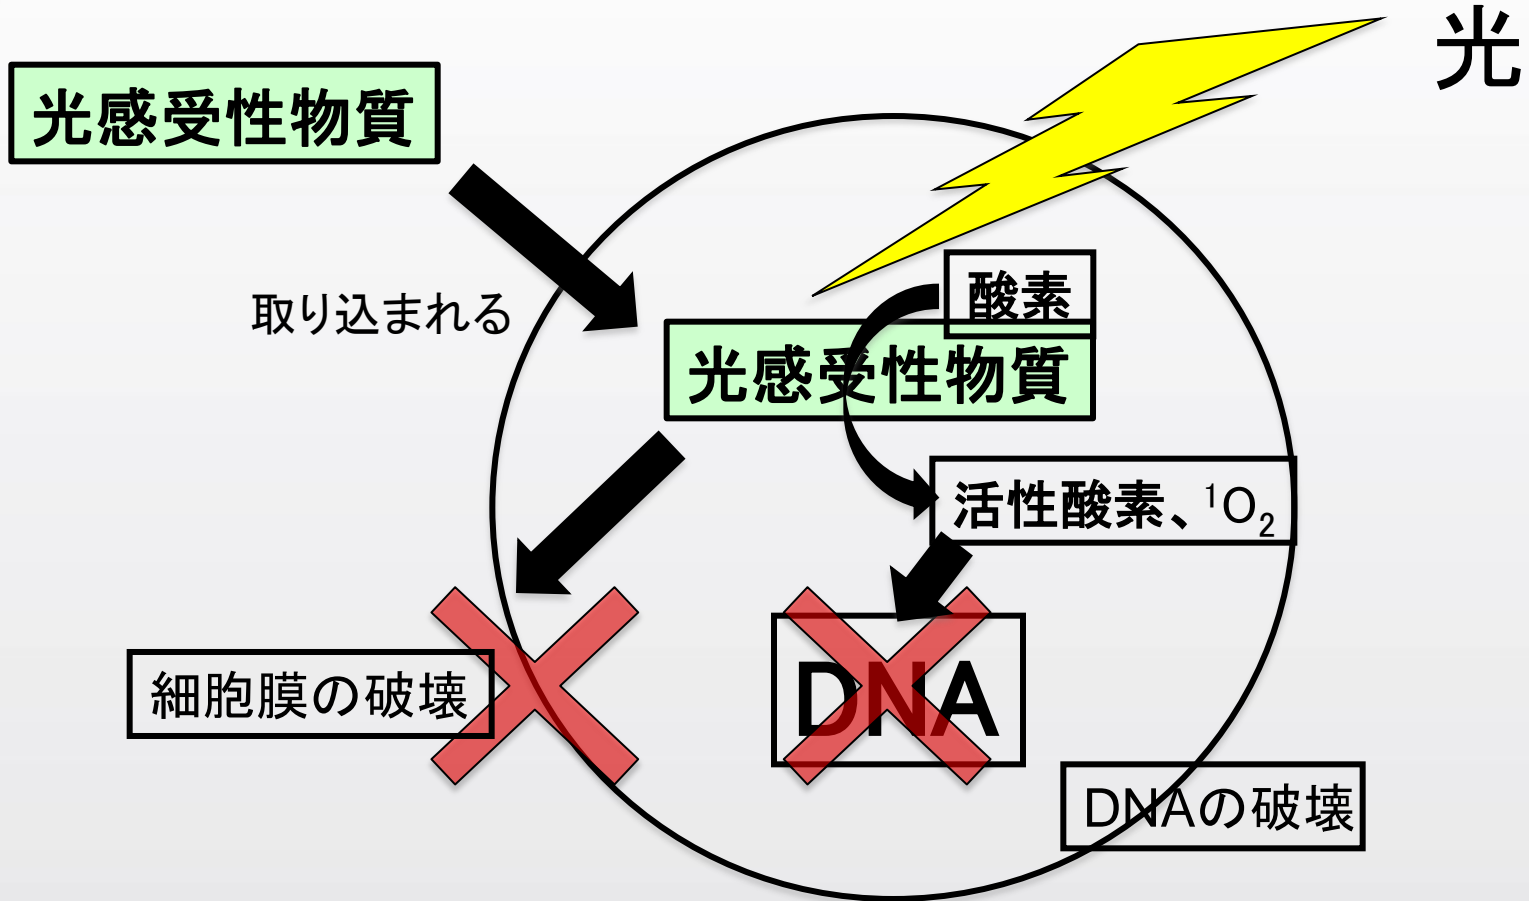 光
光感受性物質
取り込まれる
酸素
光感受性物質
活性酸素、¹O₂
細胞膜の破壊
DNA
DNAの破壊